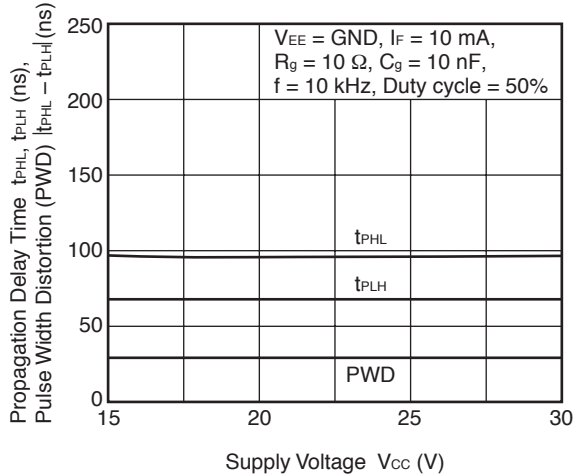 Propagation Delay Time tPHL, tPLH (ns),
Pulse Width Distortion (PWD) |tPHL – tPLH| (ns)
250
200
150
100
50
0
VEE = GND, IF = 10 mA,
Rg = 10 Ω, Cg = 10 nF,
f = 10 kHz, Duty cycle = 50%
tPHL
tPLH
PWD
15
20
25
30
Supply Voltage VCC (V)